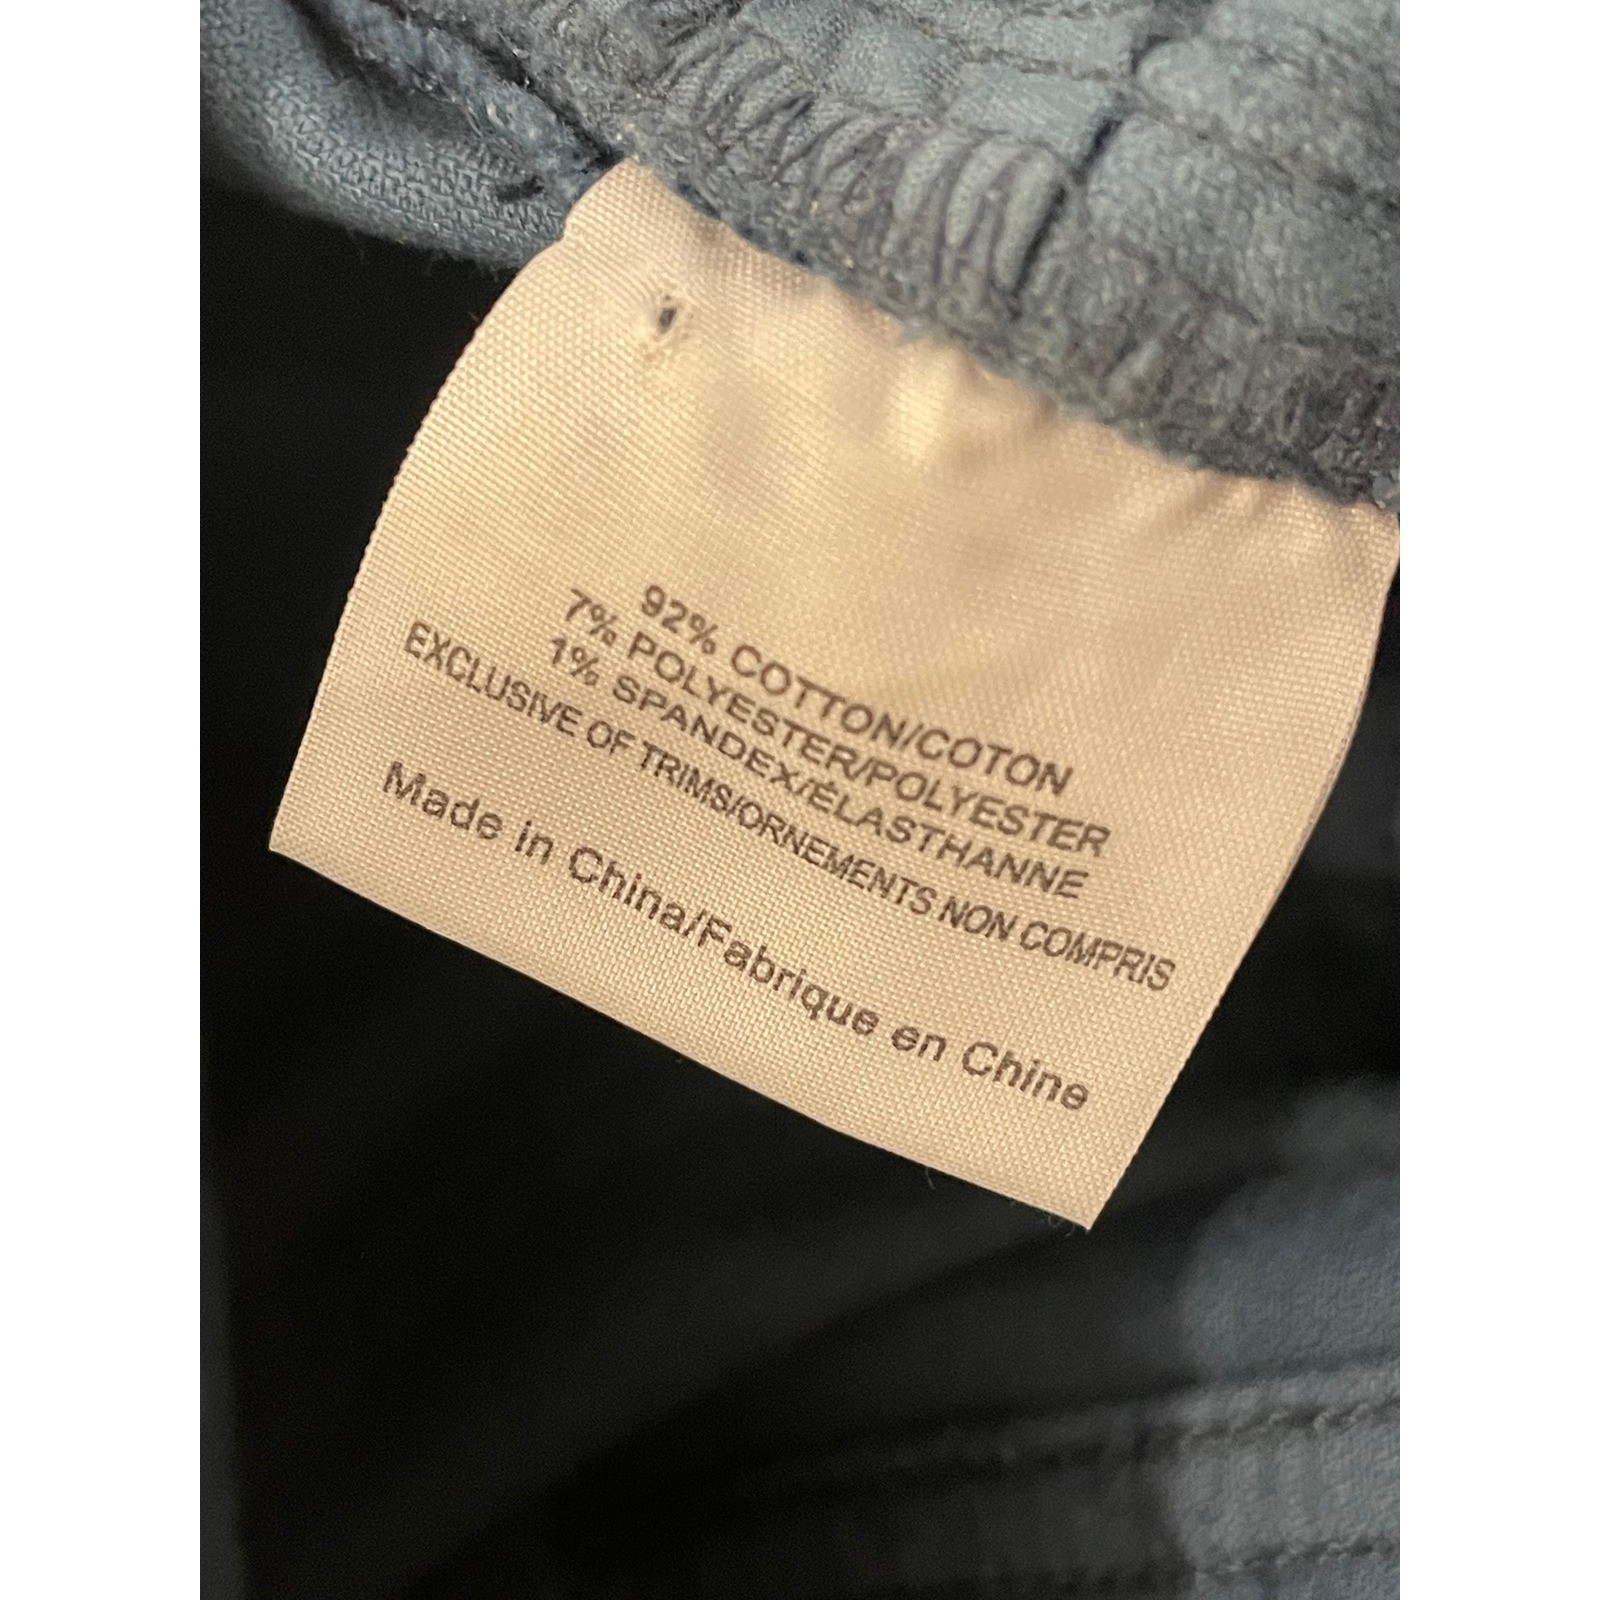 92% COTTON/COTON
7% POLYESTER/POLYESTER
1% SPANDEX/ÉLASTHANNE
EXCLUSIVE OF TRIMS/ORNEMENTS NON COMPRIS
Made in China/Fabrique en Chine